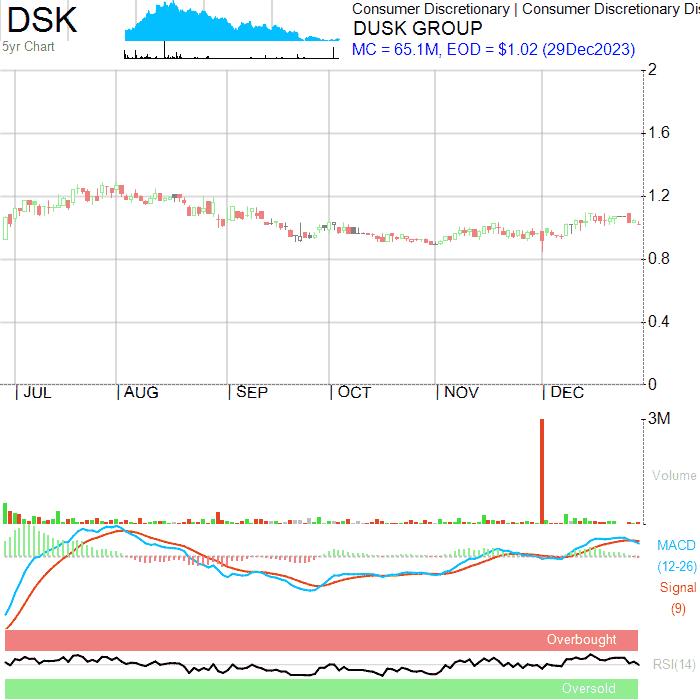 DSK
5yr Chart
Consumer Discretionary | Consumer Discretionary Dis
DUSK GROUP
MC = 65.1M, EOD = $1.02 (29Dec2023)
2
1.6
1.2
0.8
0.4
0
| JUL | AUG | SEP | OCT | NOV | DEC
3M
Volume
MACD
(12-26)
Signal
(9)
Overbought
RSI(14)
Oversold